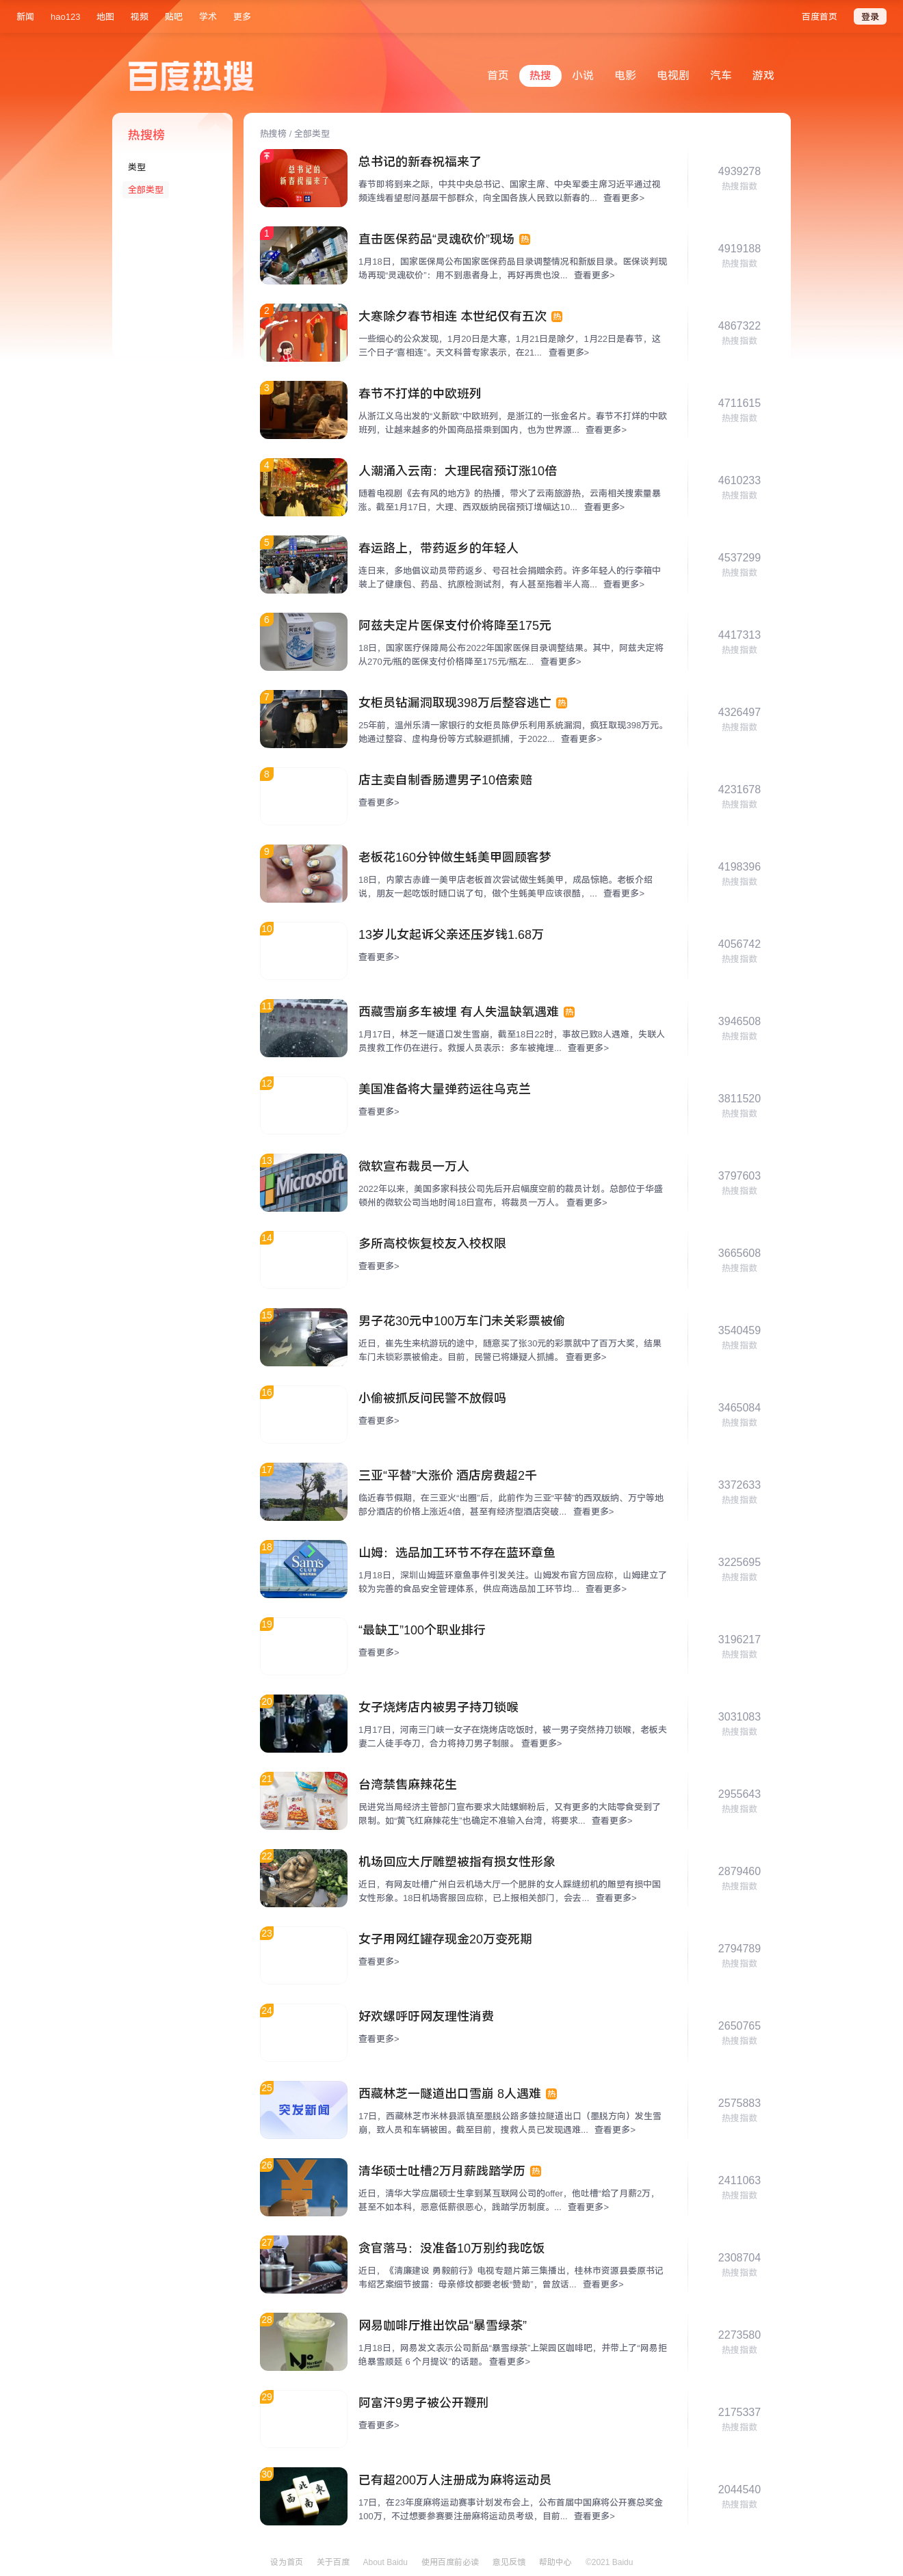 新闻 hao123 地图 视频 贴吧 学术 更多
百度首页 登录
百度热搜
首页 热搜 小说 电影 电视剧 汽车 游戏
热搜榜
类型
全部类型
热搜榜 / 全部类型
总书记的新春祝福来了
春节即将到来之际，中共中央总书记、国家主席、中央军委主席习近平通过视
频连线看望慰问基层干部群众，向全国各族人民致以新春的... 查看更多>
4939278
热搜指数
1
直击医保药品“灵魂砍价”现场 热
1月18日，国家医保局公布国家医保药品目录调整情况和新版目录。医保谈判现
场再现“灵魂砍价”：用不到患者身上，再好再贵也没... 查看更多>
4919188
热搜指数
2
大寒除夕春节相连 本世纪仅有五次 热
一些细心的公众发现，1月20日是大寒，1月21日是除夕，1月22日是春节，这
三个日子“喜相连”。天文科普专家表示，在21... 查看更多>
4867322
热搜指数
3
春节不打烊的中欧班列
从浙江义乌出发的“义新欧”中欧班列，是浙江的一张金名片。春节不打烊的中欧
班列，让越来越多的外国商品搭乘到国内，也为世界源... 查看更多>
4711615
热搜指数
4
人潮涌入云南：大理民宿预订涨10倍
随着电视剧《去有风的地方》的热播，带火了云南旅游热，云南相关搜索量暴
涨。截至1月17日，大理、西双版纳民宿预订增幅达10... 查看更多>
4610233
热搜指数
5
春运路上，带药返乡的年轻人
连日来，多地倡议动员带药返乡、号召社会捐赠余药。许多年轻人的行李箱中
装上了健康包、药品、抗原检测试剂，有人甚至抱着半人高... 查看更多>
4537299
热搜指数
6
阿兹夫定片医保支付价将降至175元
18日，国家医疗保障局公布2022年国家医保目录调整结果。其中，阿兹夫定将
从270元/瓶的医保支付价格降至175元/瓶左... 查看更多>
4417313
热搜指数
7
女柜员钻漏洞取现398万后整容逃亡 热
25年前，温州乐清一家银行的女柜员陈伊乐利用系统漏洞，疯狂取现398万元。
她通过整容、虚构身份等方式躲避抓捕，于2022... 查看更多>
4326497
热搜指数
8
店主卖自制香肠遭男子10倍索赔
查看更多>
4231678
热搜指数
9
老板花160分钟做生蚝美甲圆顾客梦
18日，内蒙古赤峰一美甲店老板首次尝试做生蚝美甲，成品惊艳。老板介绍
说，朋友一起吃饭时随口说了句，做个生蚝美甲应该很酷，... 查看更多>
4198396
热搜指数
10
13岁儿女起诉父亲还压岁钱1.68万
查看更多>
4056742
热搜指数
11
西藏雪崩多车被埋 有人失温缺氧遇难 热
1月17日，林芝一隧道口发生雪崩，截至18日22时，事故已致8人遇难，失联人
员搜救工作仍在进行。救援人员表示：多车被掩埋... 查看更多>
3946508
热搜指数
12
美国准备将大量弹药运往乌克兰
查看更多>
3811520
热搜指数
13
微软宣布裁员一万人
2022年以来，美国多家科技公司先后开启幅度空前的裁员计划。总部位于华盛
顿州的微软公司当地时间18日宣布，将裁员一万人。 查看更多>
3797603
热搜指数
14
多所高校恢复校友入校权限
查看更多>
3665608
热搜指数
15
男子花30元中100万车门未关彩票被偷
近日，崔先生来杭游玩的途中，随意买了张30元的彩票就中了百万大奖，结果
车门未锁彩票被偷走。目前，民警已将嫌疑人抓捕。 查看更多>
3540459
热搜指数
16
小偷被抓反问民警不放假吗
查看更多>
3465084
热搜指数
17
三亚“平替”大涨价 酒店房费超2千
临近春节假期，在三亚火“出圈”后，此前作为三亚“平替”的西双版纳、万宁等地
部分酒店的价格上涨近4倍，甚至有经济型酒店突破... 查看更多>
3372633
热搜指数
18
山姆：选品加工环节不存在蓝环章鱼
1月18日，深圳山姆蓝环章鱼事件引发关注。山姆发布官方回应称，山姆建立了
较为完善的食品安全管理体系，供应商选品加工环节均... 查看更多>
3225695
热搜指数
19
“最缺工”100个职业排行
查看更多>
3196217
热搜指数
20
女子烧烤店内被男子持刀锁喉
1月17日，河南三门峡一女子在烧烤店吃饭时，被一男子突然持刀锁喉，老板夫
妻二人徒手夺刀，合力将持刀男子制服。 查看更多>
3031083
热搜指数
21
台湾禁售麻辣花生
民进党当局经济主管部门宣布要求大陆螺蛳粉后，又有更多的大陆零食受到了
限制。如“黄飞红麻辣花生”也确定不准输入台湾，将要求... 查看更多>
2955643
热搜指数
22
机场回应大厅雕塑被指有损女性形象
近日，有网友吐槽广州白云机场大厅一个肥胖的女人踩缝纫机的雕塑有损中国
女性形象。18日机场客服回应称，已上报相关部门，会去... 查看更多>
2879460
热搜指数
23
女子用网红罐存现金20万变死期
查看更多>
2794789
热搜指数
24
好欢螺呼吁网友理性消费
查看更多>
2650765
热搜指数
25
突发新闻
西藏林芝一隧道出口雪崩 8人遇难 热
17日，西藏林芝市米林县派镇至墨脱公路多雄拉隧道出口（墨脱方向）发生雪
崩，致人员和车辆被困。截至目前，搜救人员已发现遇难... 查看更多>
2575883
热搜指数
26
清华硕士吐槽2万月薪践踏学历 热
近日，清华大学应届硕士生拿到某互联网公司的offer，他吐槽“给了月薪2万，
甚至不如本科，恶意低薪很恶心，践踏学历制度。... 查看更多>
2411063
热搜指数
27
贪官落马：没准备10万别约我吃饭
近日，《清廉建设 勇毅前行》电视专题片第三集播出，桂林市资源县委原书记
韦绍艺案细节披露：母亲修坟都要老板“赞助”，曾放话... 查看更多>
2308704
热搜指数
28
网易咖啡厅推出饮品“暴雪绿茶”
1月18日，网易发文表示公司新品“暴雪绿茶”上架园区咖啡吧，并带上了“网易拒
绝暴雪顺延 6 个月提议”的话题。 查看更多>
2273580
热搜指数
29
阿富汗9男子被公开鞭刑
查看更多>
2175337
热搜指数
30
已有超200万人注册成为麻将运动员
17日，在23年度麻将运动赛事计划发布会上，公布首届中国麻将公开赛总奖金
100万，不过想要参赛要注册麻将运动员考级，目前... 查看更多>
2044540
热搜指数
设为首页 关于百度 About Baidu 使用百度前必读 意见反馈 帮助中心 ©2021 Baidu